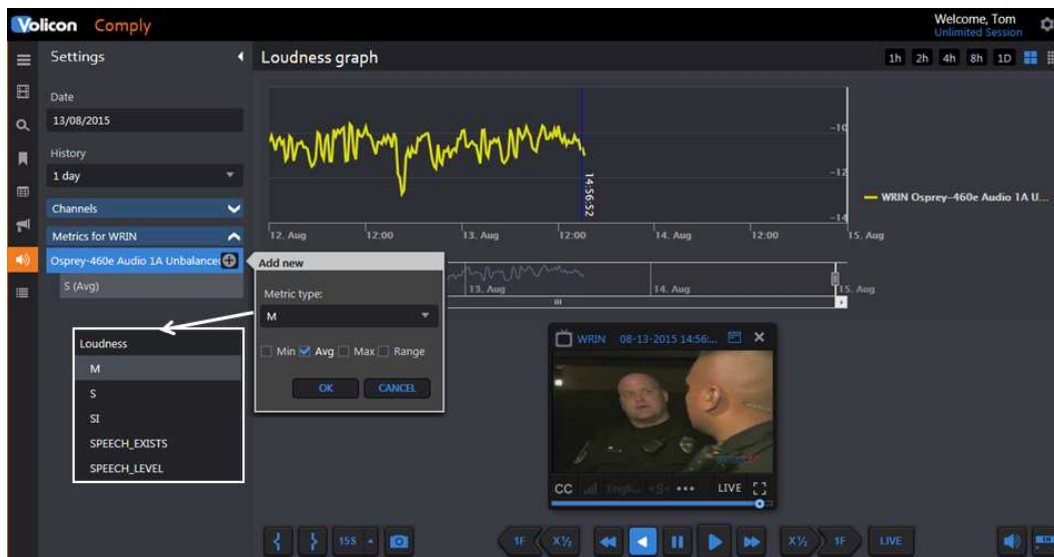 Volicon Comply
Welcome, Tom
Unlimited Session
Settings
Loudness graph
1h 2h 4h 8h 1D
Date
13/08/2015
History
1 day
Channels
Metrics for WRIN
Osprey-460e Audio 1A Unbalanced
S (Avg)
-10
-12
-14
14:56:52
WRIN Osprey-460e Audio 1A U...
12. Aug 12:00 13. Aug 12:00 14. Aug 12:00 15. Aug
13. Aug 14. Aug 15. Aug
Add new
Metric type:
M
Min Avg Max Range
OK CANCEL
Loudness
M
S
SI
SPEECH_EXISTS
SPEECH_LEVEL
WRIN 08-13-2015 14:56:...
CC Engli... •S• ••• LIVE
15S 1F X½ X½ 1F LIVE